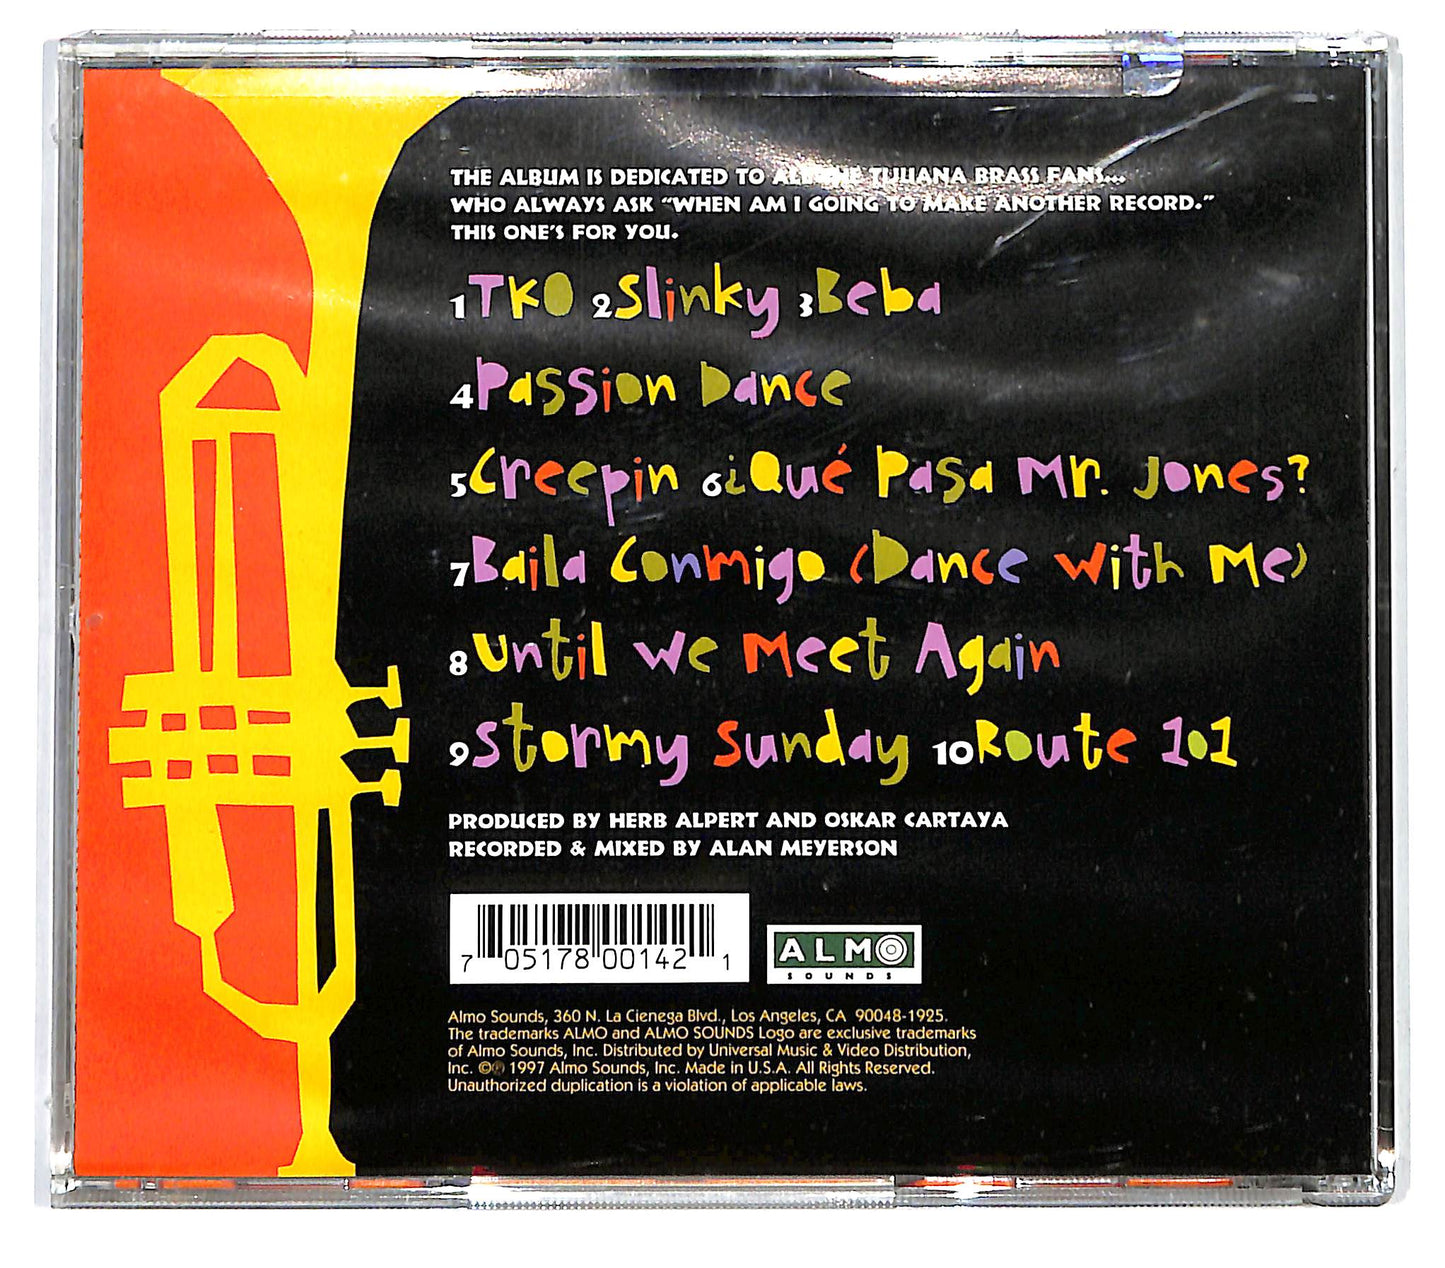 THE ALBUM IS DEDICATED TO ALL THE TIJUANA BRASS FANS...
WHO ALWAYS ASK “WHEN AM I GOING TO MAKE ANOTHER RECORD.”
THIS ONE'S FOR YOU.
1 TKO 2 Slinky 3 Beba
4 Passion Dance
5 Creepin 6 ¿Qué Pasa Mr. Jones?
7 Baila Conmigo (Dance With Me)
8 Until We Meet Again
9 Stormy Sunday 10 Route 101
PRODUCED BY HERB ALPERT AND OSKAR CARTAYA
RECORDED & MIXED BY ALAN MEYERSON
7 05178 00142 1
ALMO
SOUNDS
Almo Sounds, 360 N. La Cienega Blvd., Los Angeles, CA 90048-1925.
The trademarks ALMO and ALMO SOUNDS Logo are exclusive trademarks
of Almo Sounds, Inc. Distributed by Universal Music & Video Distribution,
Inc. ©℗ 1997 Almo Sounds, Inc. Made in U.S.A. All Rights Reserved.
Unauthorized duplication is a violation of applicable laws.